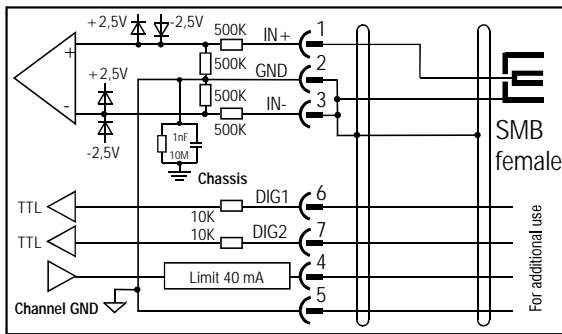 +2,5V -2,5V
500K IN+ 1
+
500K
2
GND
+2,5V
500K
- IN- 3
500K
-2,5V
1nF
10M
Chassis
SMB
female
TTL 10K DIG1 6
TTL 10K DIG2 7
Limit 40 mA 4
Channel GND 5
For additional use